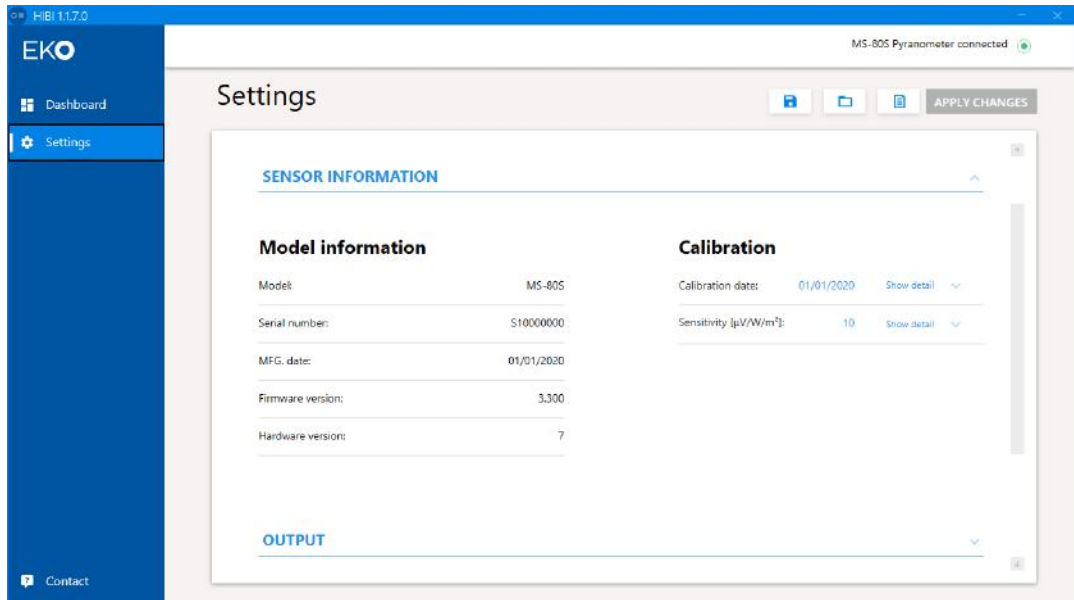 HIBI 1.1.7.0
EKO
MS-80S Pyranometer connected
Dashboard
Settings
Settings
APPLY CHANGES
SENSOR INFORMATION
Model information
Calibration
Model: MS-80S
Calibration date: 01/01/2020 Show detail
Serial number: S10000000
Sensitivity [µV/W/m²]: 10 Show detail
MFG. date: 01/01/2020
Firmware version: 3.300
Hardware version: 7
OUTPUT
Contact